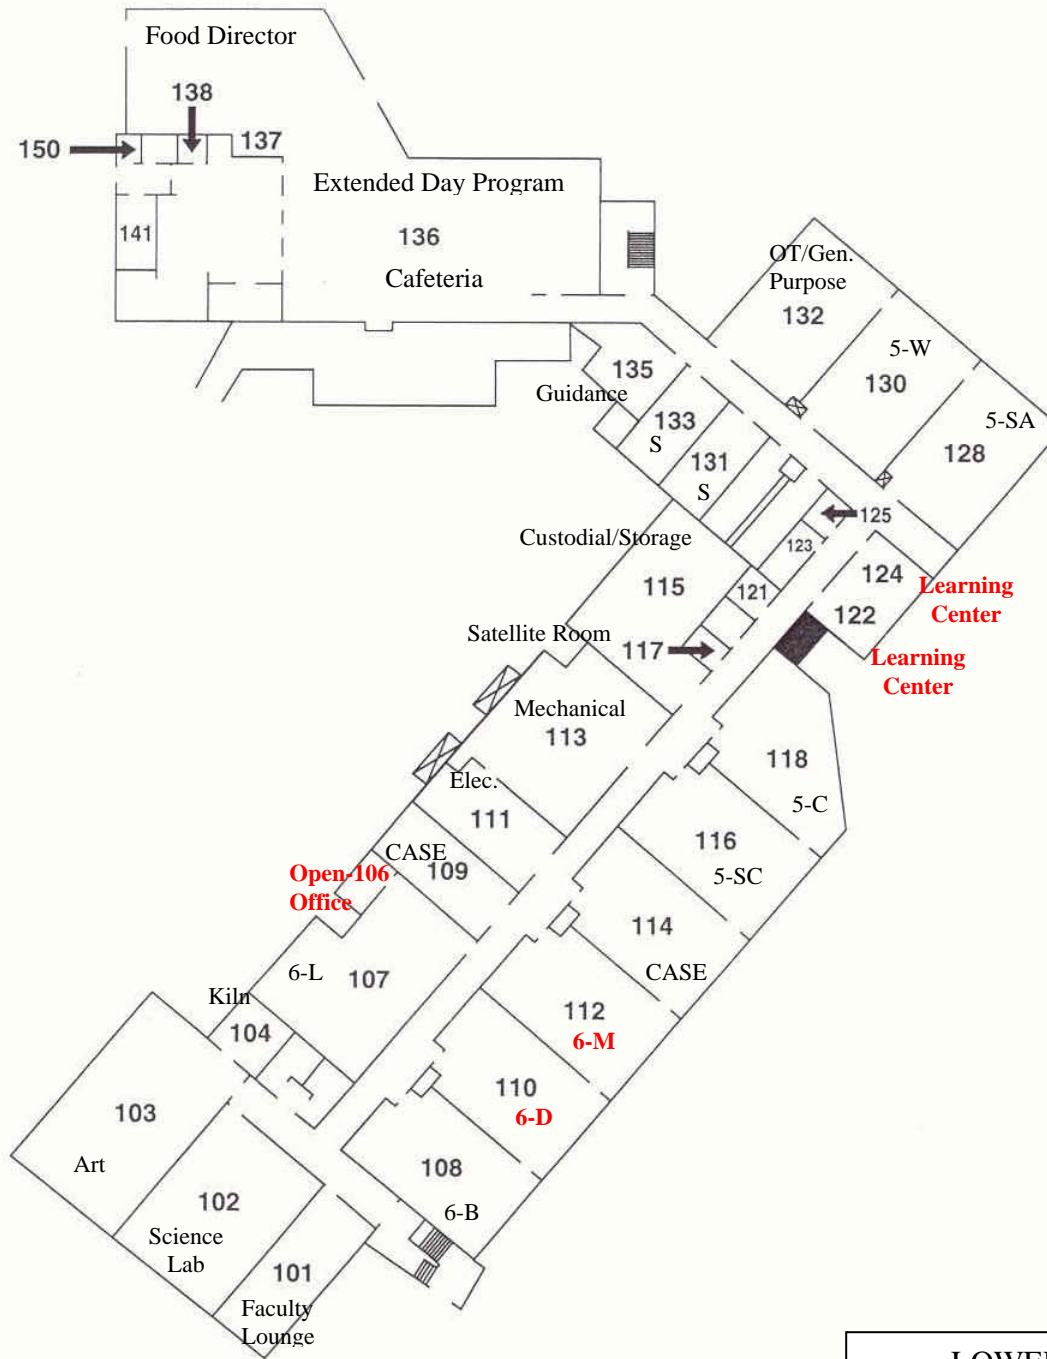 Food Director
138
150
137
Extended Day Program
141
136
Cafeteria
OT/Gen.
Purpose
132
5-W
130
5-SA
128
135
Guidance
133
S
131
S
125
123
Custodial/Storage
115
121
124
Learning
Center
122
Learning
Center
Satellite Room
117
Mechanical
113
118
5-C
Elec.
111
116
5-SC
CASE
109
Open-106
Office
114
CASE
6-L
107
112
6-M
Kiln
104
110
6-D
103
Art
108
6-B
102
Science
Lab
101
Faculty
Lounge
LOWE